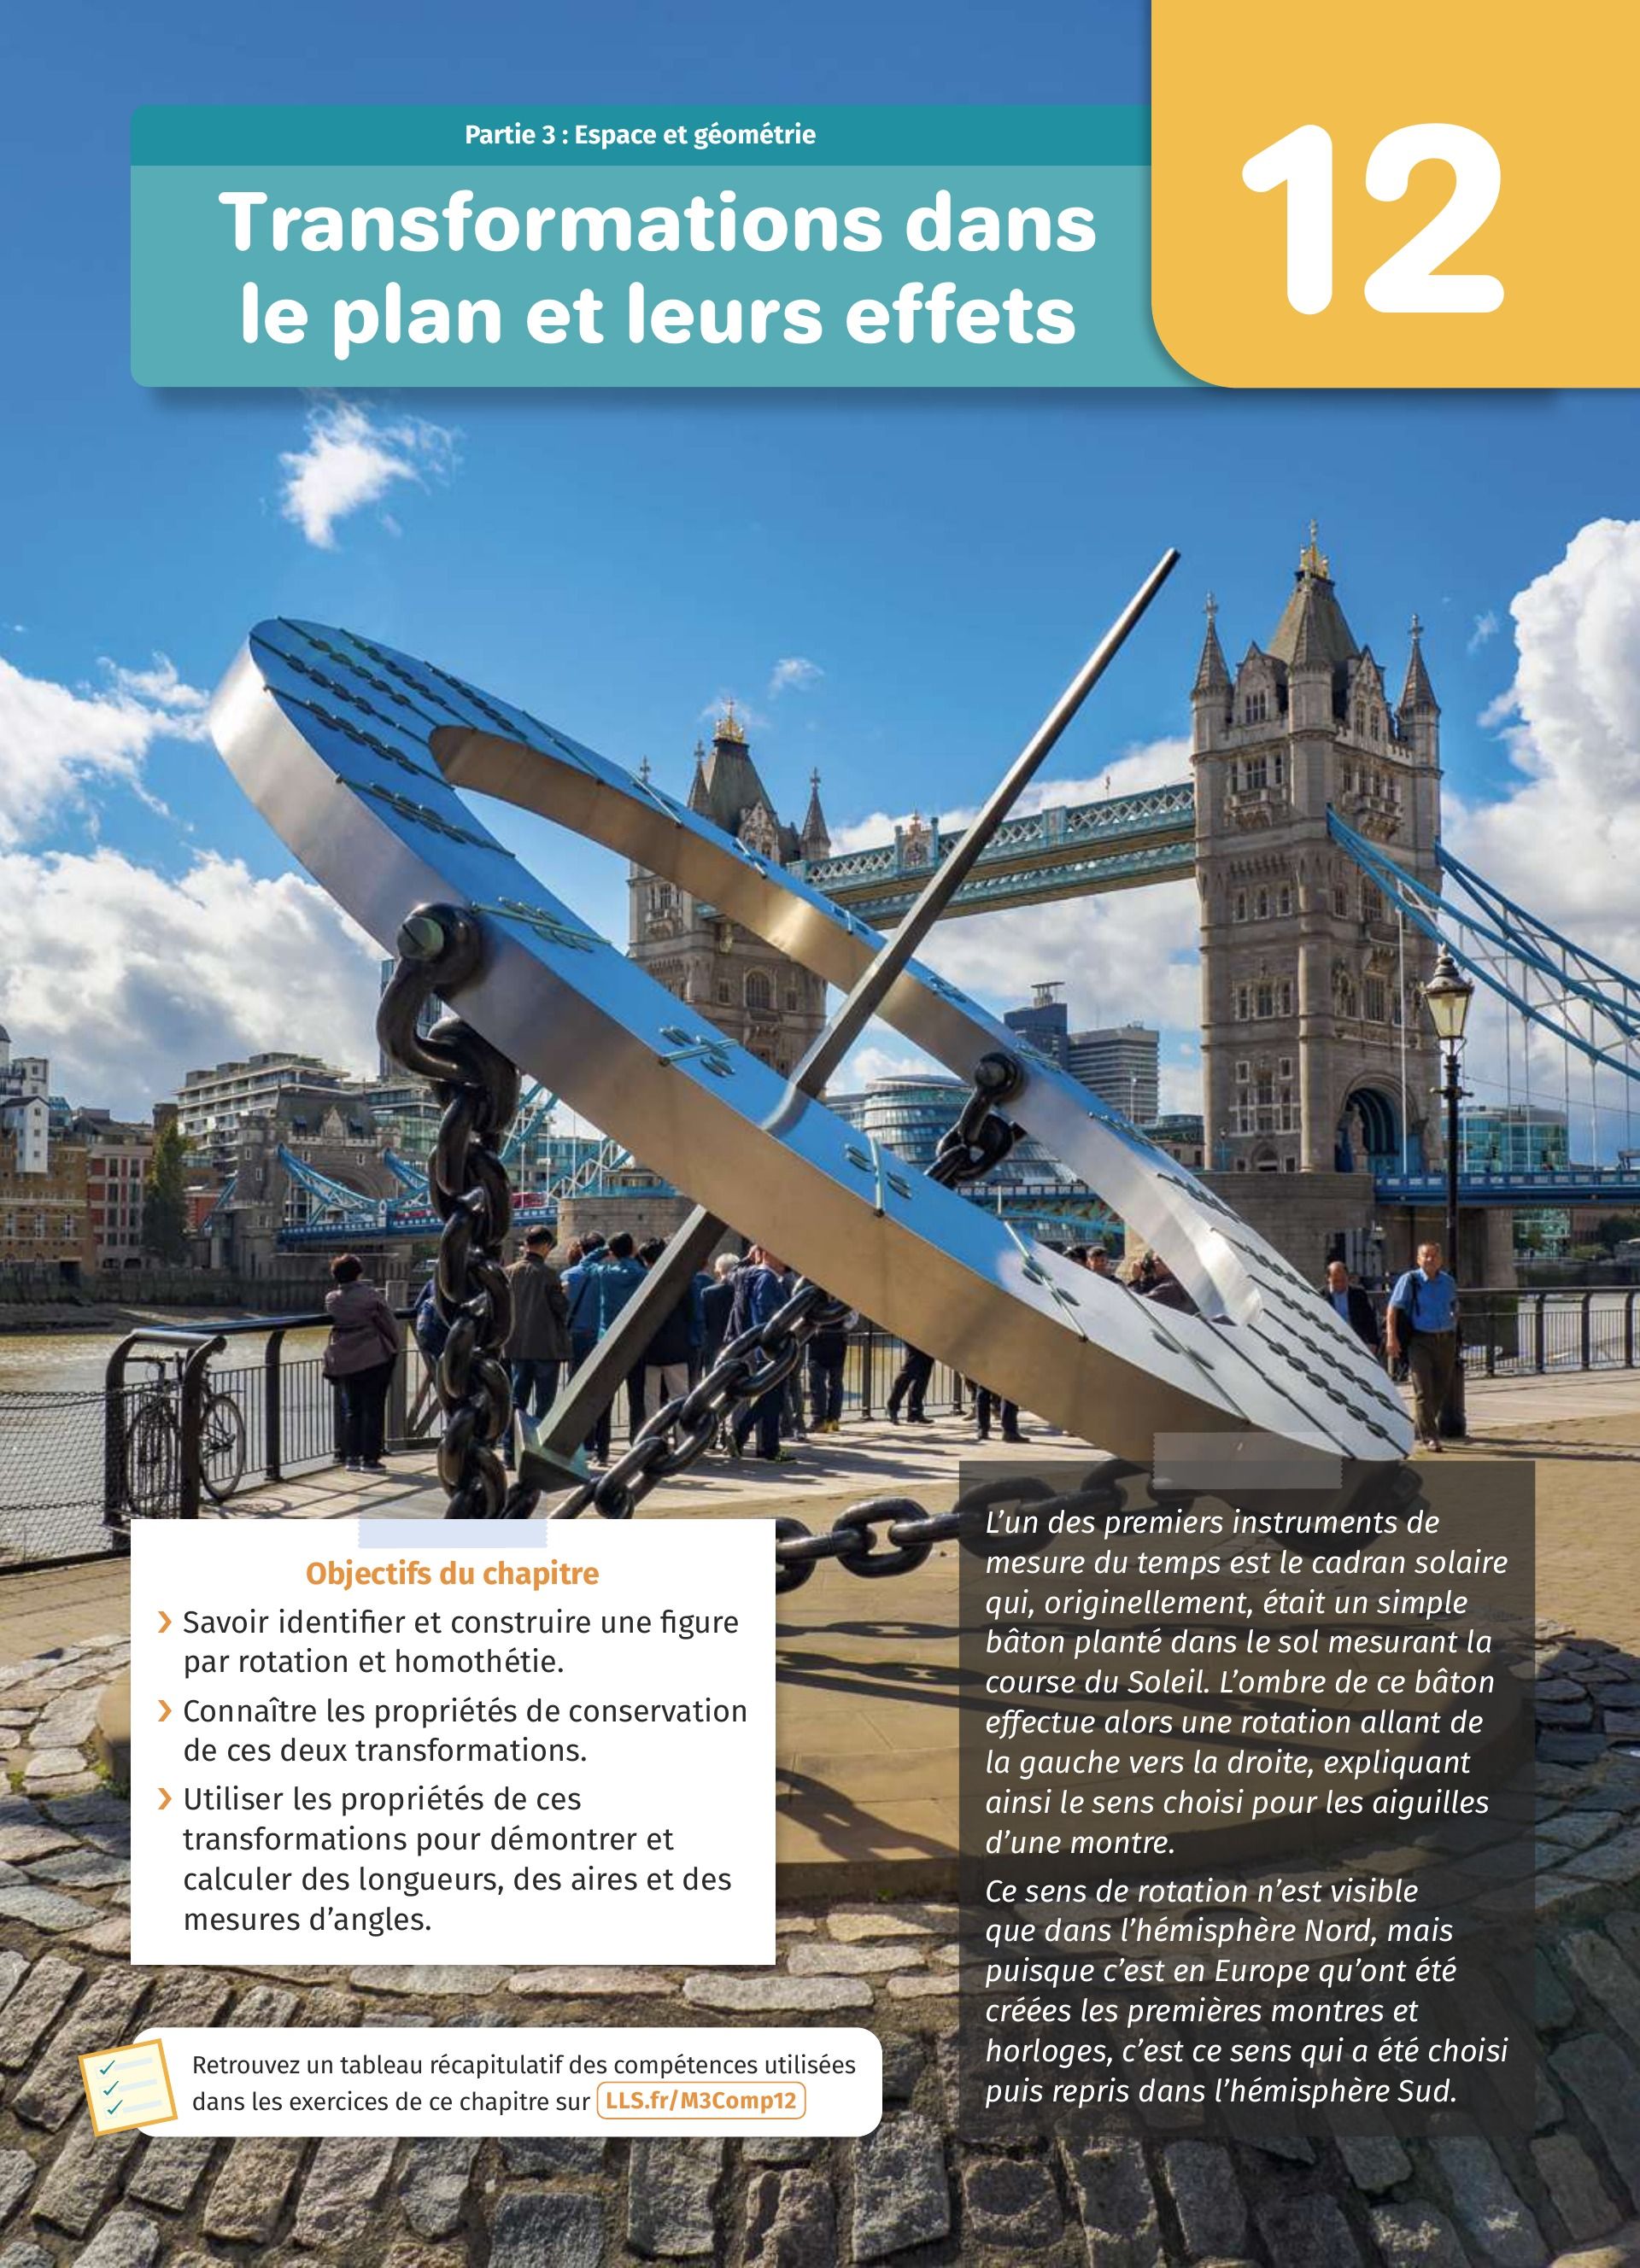 Partie 3 : Espace et géométrie
Transformations dans
le plan et leurs effets
12
Objectifs du chapitre
› Savoir identifier et construire une figure
par rotation et homothétie.
› Connaître les propriétés de conservation
de ces deux transformations.
› Utiliser les propriétés de ces
transformations pour démontrer et
calculer des longueurs, des aires et des
mesures d’angles.
Retrouvez un tableau récapitulatif des compétences utilisées
dans les exercices de ce chapitre sur LLS.fr/M3Comp12
L’un des premiers instruments de
mesure du temps est le cadran solaire
qui, originellement, était un simple
bâton planté dans le sol mesurant la
course du Soleil. L’ombre de ce bâton
effectue alors une rotation allant de
la gauche vers la droite, expliquant
ainsi le sens choisi pour les aiguilles
d’une montre.
Ce sens de rotation n’est visible
que dans l’hémisphère Nord, mais
puisque c’est en Europe qu’ont été
créées les premières montres et
horloges, c’est ce sens qui a été choisi
puis repris dans l’hémisphère Sud.